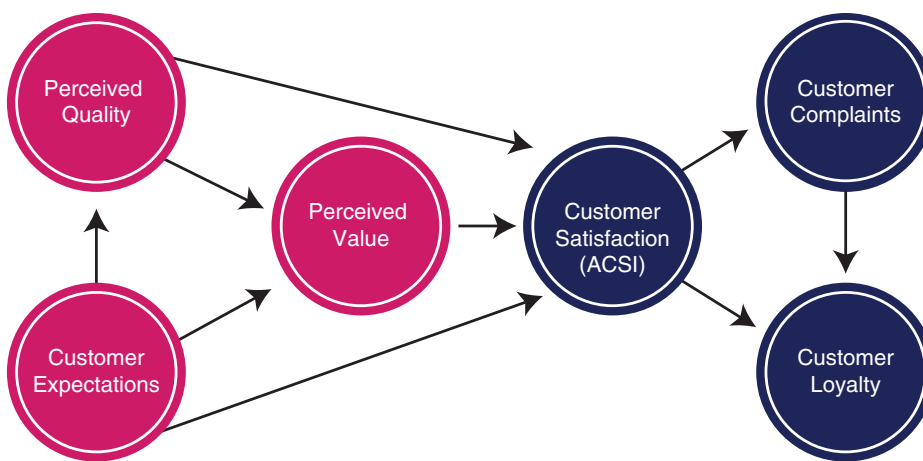 Perceived
Quality
Customer
Complaints
Perceived
Value
Customer
Satisfaction
(ACSI)
Customer
Expectations
Customer
Loyalty